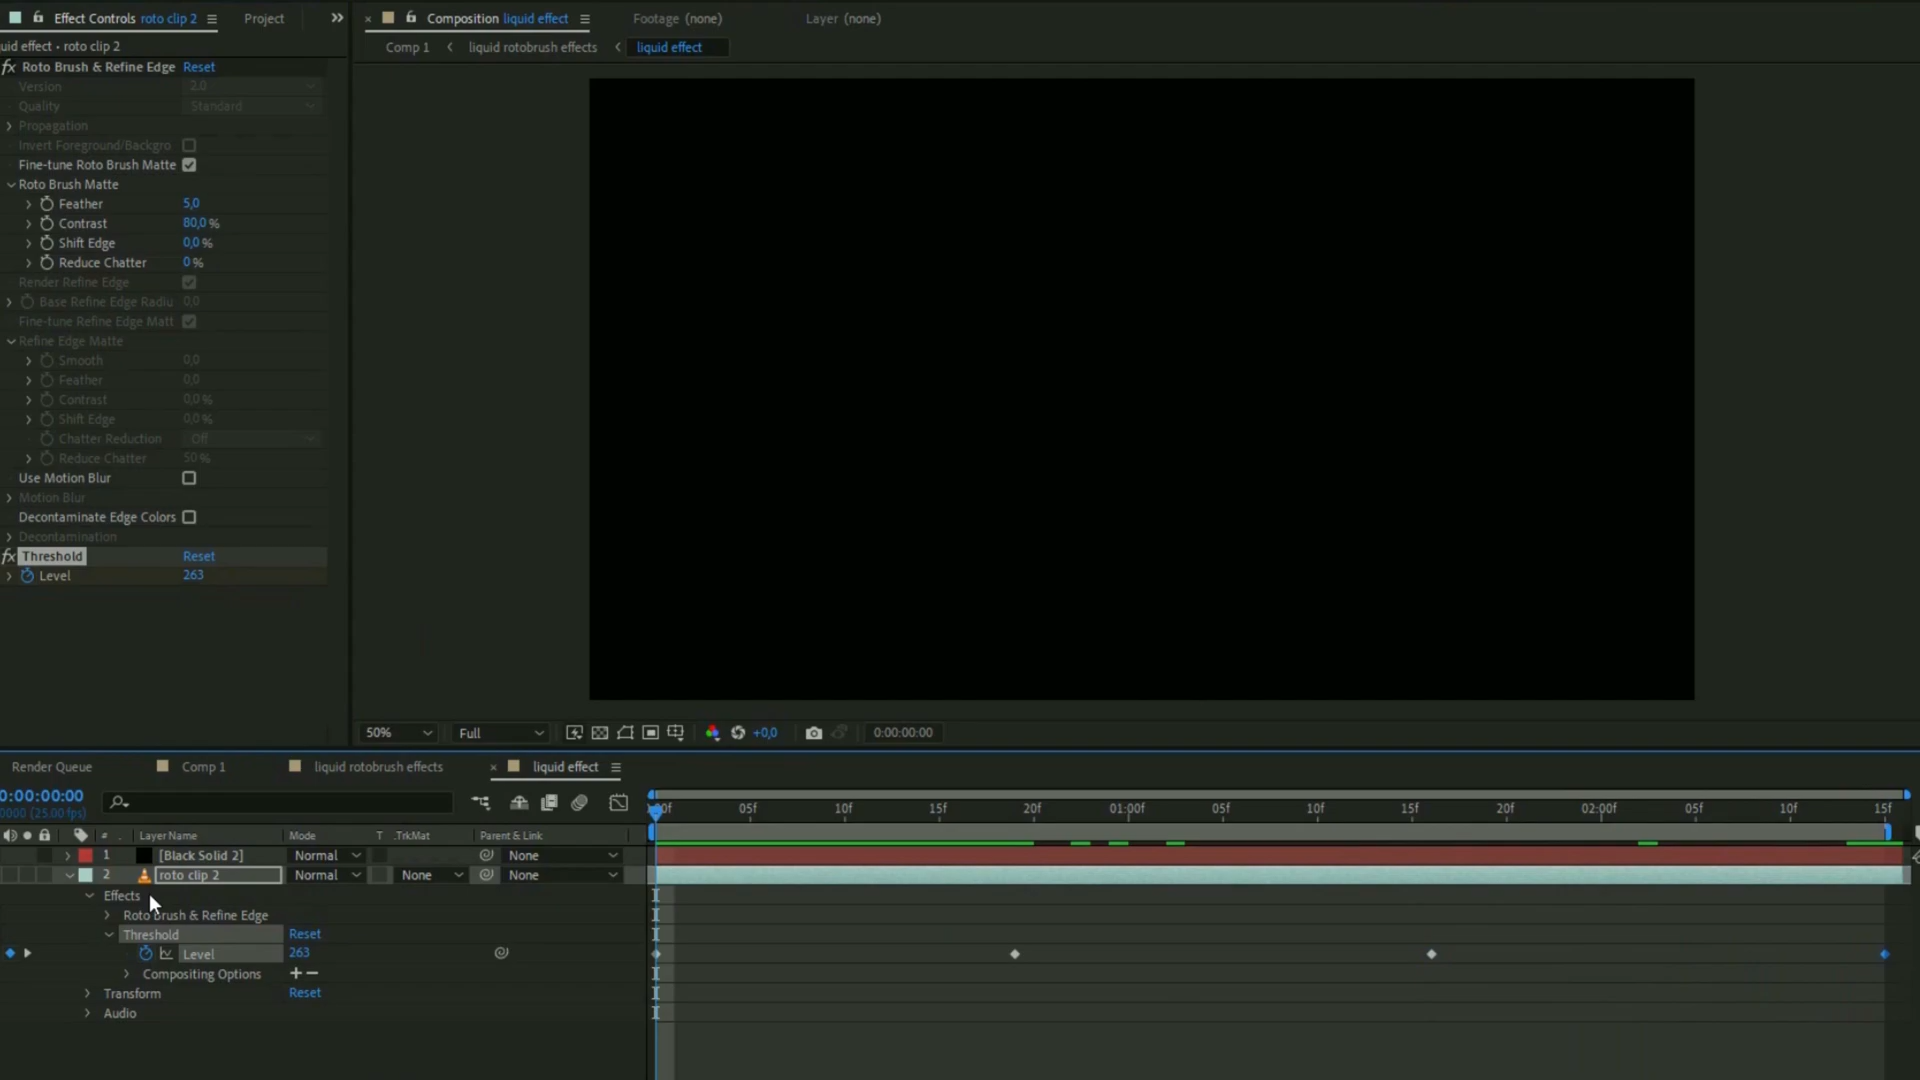 Effect Controls roto clip 2
Project
Composition liquid effect
Footage (none)
Layer (none)
uid effect • roto clip 2
Comp 1
liquid rotobrush effects
liquid effect
fx Roto Brush & Refine Edge Reset
Version 2.0
Quality Standard
Propagation
Invert Foreground/Backgro
Fine-tune Roto Brush Matte
Roto Brush Matte
Feather 5,0
Contrast 80,0 %
Shift Edge 0,0 %
Reduce Chatter 0 %
Render Refine Edge
Base Refine Edge Radiu 0,0
Fine-tune Refine Edge Matt
Refine Edge Matte
Smooth 0,0
Feather 0,0
Contrast 0,0 %
Shift Edge 0,0 %
Chatter Reduction Off
Reduce Chatter 50 %
Use Motion Blur
Motion Blur
Decontaminate Edge Colors
Decontamination
fx Threshold Reset
Level 263
50% Full +0,0 0:00:00:00
Render Queue
Comp 1
liquid rotobrush effects
liquid effect
0:00:00:00
0000 (25.00 fps)
:00f 05f 10f 15f 20f 01:00f 05f 10f 15f 20f 02:00f 05f 10f 15f
# . Layer Name Mode T .TrkMat Parent & Link
1 [Black Solid 2] Normal None
2 roto clip 2 Normal None None
Effects
Roto Brush & Refine Edge
Threshold Reset
Level 263
Compositing Options + −
Transform Reset
Audio